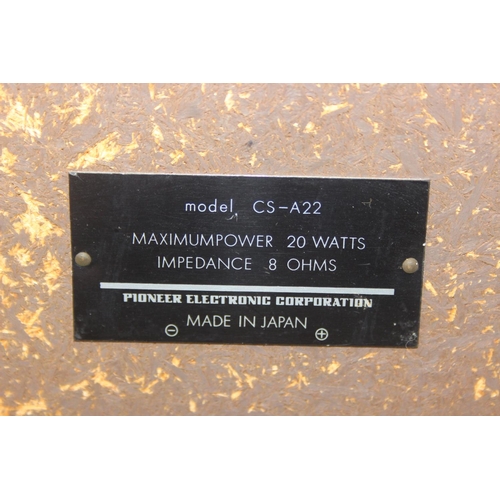 model CS-A22
MAXIMUMPOWER 20 WATTS
IMPEDANCE 8 OHMS
PIONEER ELECTRONIC CORPORATION
MADE IN JAPAN
⊖ ⊕